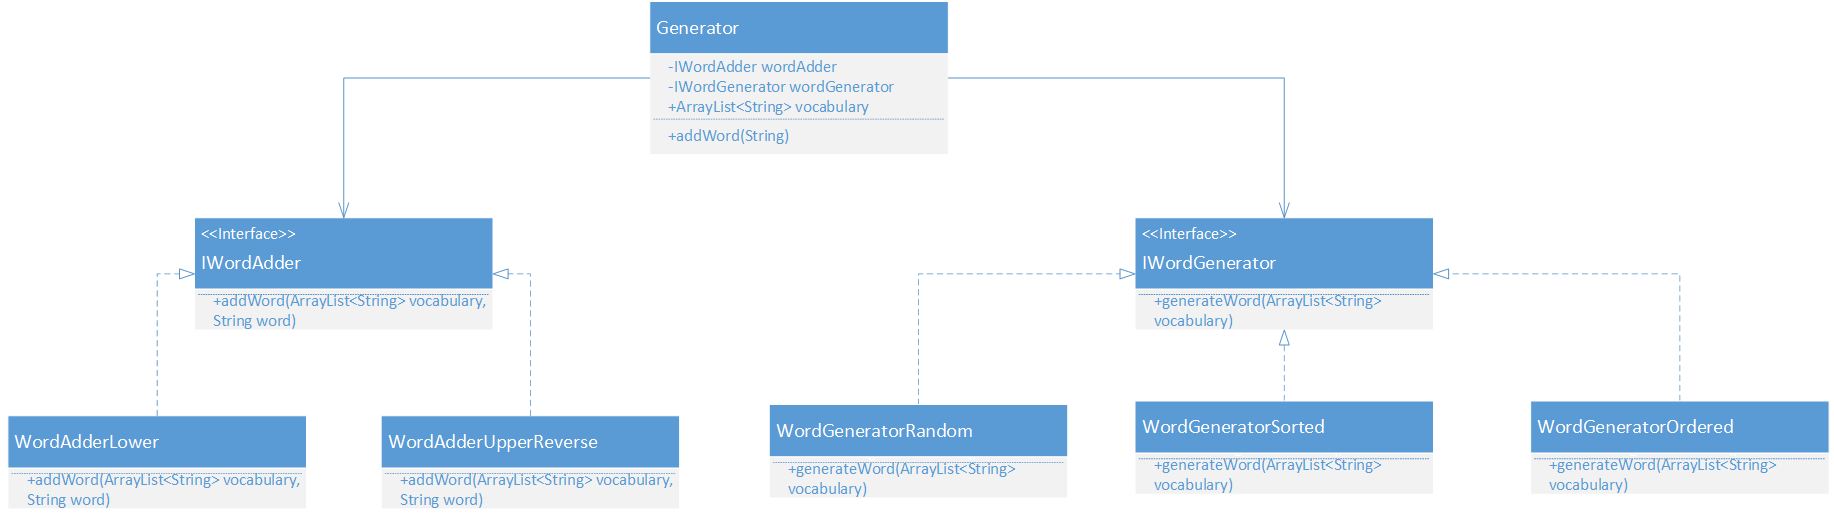 Generator
-IWordAdder wordAdder
-IWordGenerator wordGenerator
+ArrayList<String> vocabulary
+addWord(String)
<<Interface>>
IWordAdder
+addWord(ArrayList<String> vocabulary,
String word)
<<Interface>>
IWordGenerator
+generateWord(ArrayList<String>
vocabulary)
WordAdderLower
+addWord(ArrayList<String> vocabulary,
String word)
WordAdderUpperReverse
+addWord(ArrayList<String> vocabulary,
String word)
WordGeneratorRandom
+generateWord(ArrayList<String>
vocabulary)
WordGeneratorSorted
+generateWord(ArrayList<String>
vocabulary)
WordGeneratorOrdered
+generateWord(ArrayList<String>
vocabulary)